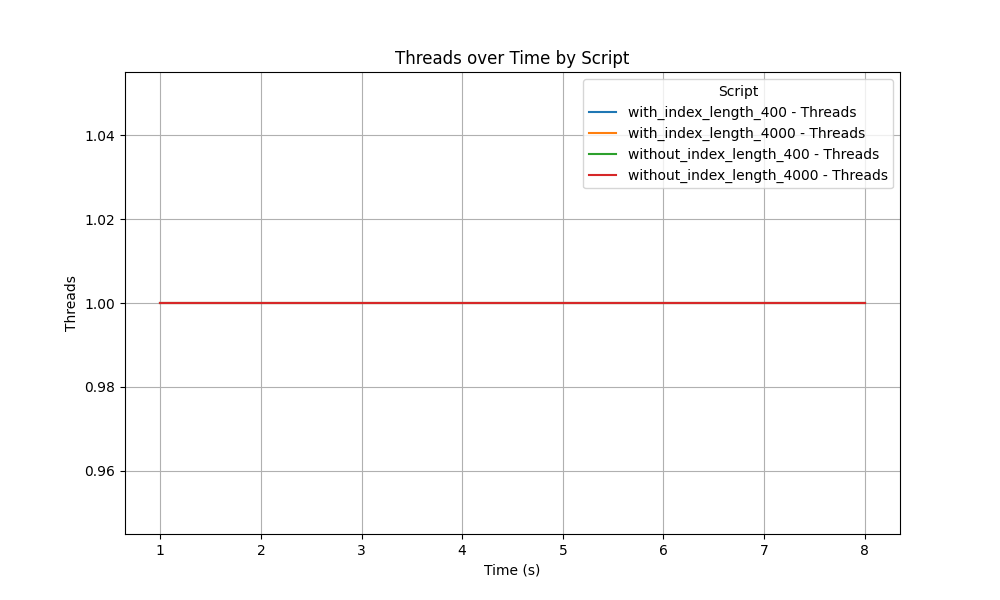 Threads over Time by Script
Script
with_index_length_400 - Threads
with_index_length_4000 - Threads
without_index_length_400 - Threads
without_index_length_4000 - Threads
Threads
1.04
1.02
1.00
0.98
0.96
1 2 3 4 5 6 7 8
Time (s)